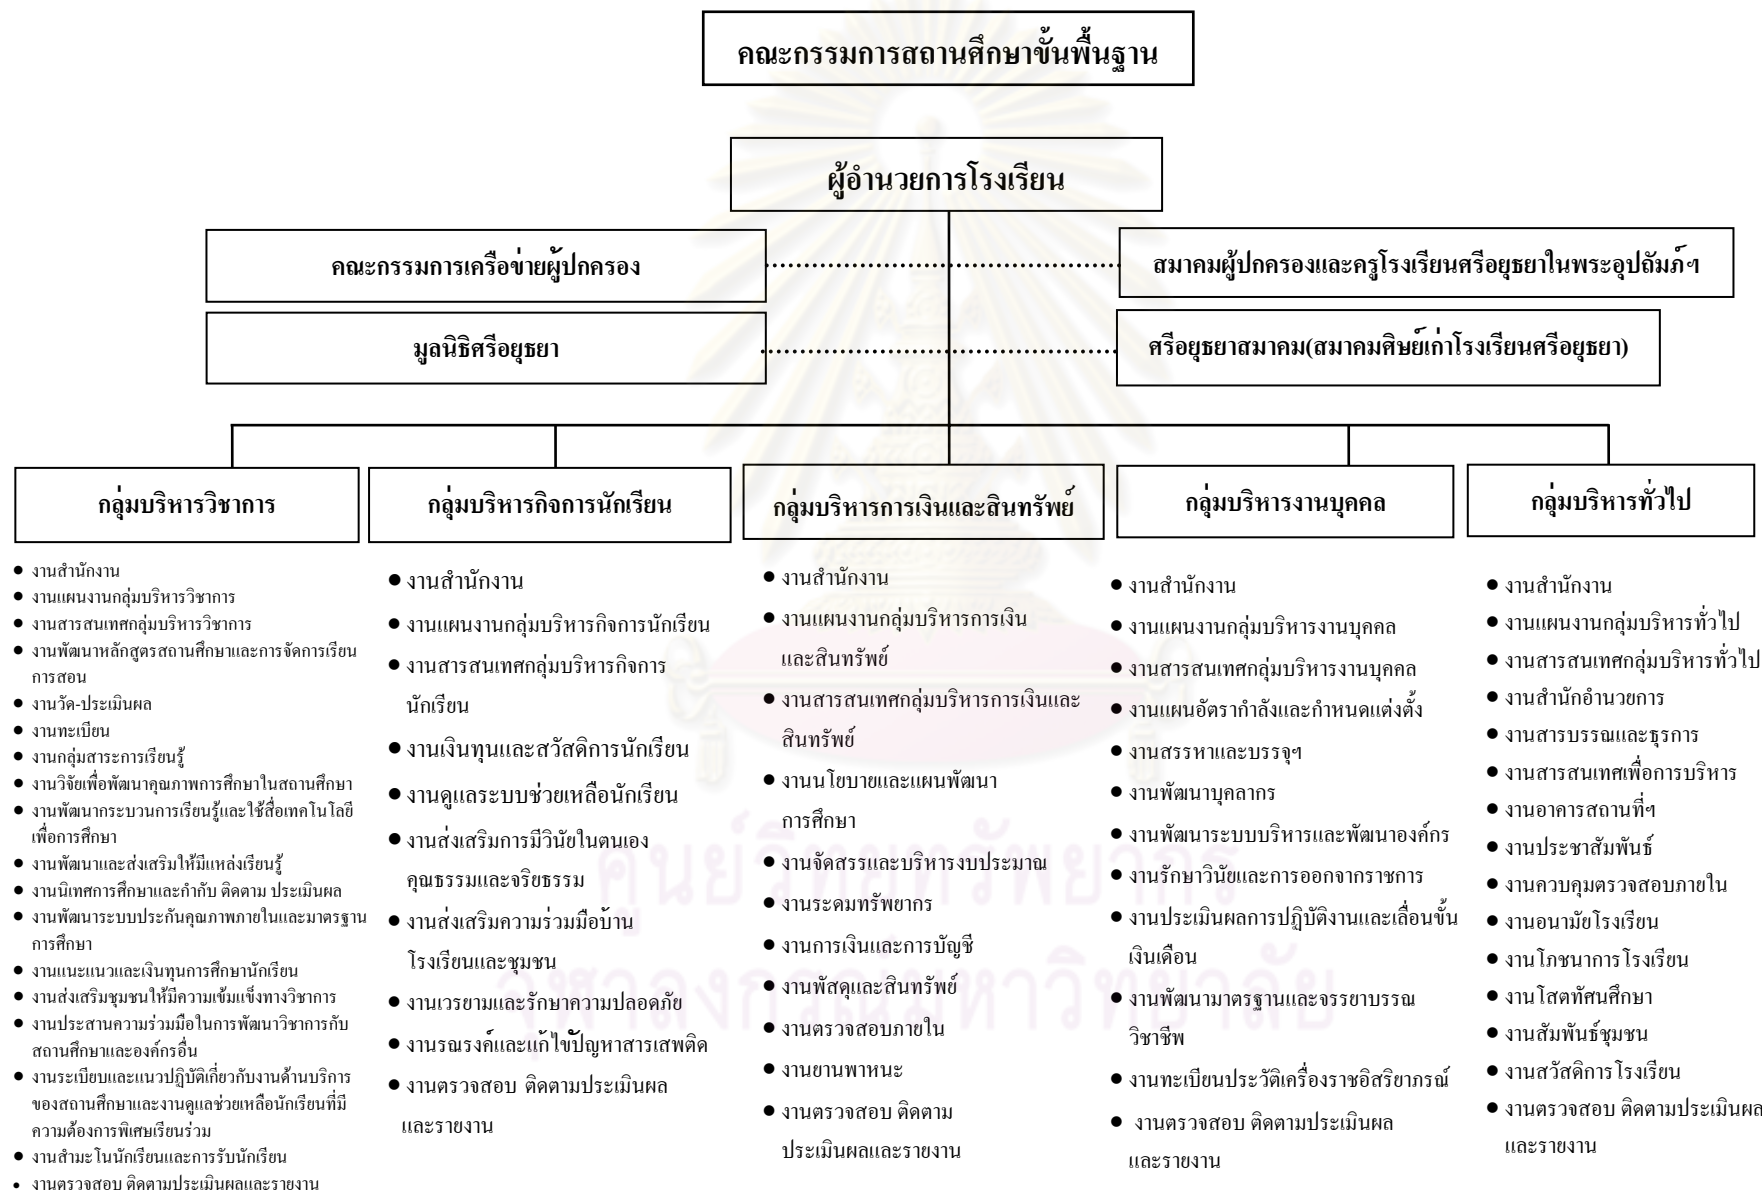 คณะกรรมการสถานศึกษาขั้นพื้นฐาน
ผู้อำนวยการโรงเรียน
คณะกรรมการเครือข่ายผู้ปกครอง
สมาคมผู้ปกครองและครูโรงเรียนศรีอยุธยาในพระอุปถัมภ์ฯ
มูลนิธิศรีอยุธยา
ศรีอยุธยาสมาคม(สมาคมศิษย์เก่าโรงเรียนศรีอยุธยา)
กลุ่มบริหารวิชาการ
● งานสำนักงาน
● งานแผนงานกลุ่มบริหารวิชาการ
● งานสารสนเทศกลุ่มบริหารวิชาการ
● งานพัฒนาหลักสูตรสถานศึกษาและการจัดการเรียน
การสอน
● งานวัด-ประเมินผล
● งานทะเบียน
● งานกลุ่มสาระการเรียนรู้
● งานวิจัยเพื่อพัฒนาคุณภาพการศึกษาในสถานศึกษา
● งานพัฒนากระบวนการเรียนรู้และใช้สื่อเทคโนโลยี
เพื่อการศึกษา
● งานพัฒนาและส่งเสริมให้มีแหล่งเรียนรู้
● งานนิเทศการศึกษาและกำกับ ติดตาม ประเมินผล
● งานพัฒนาระบบประกันคุณภาพภายในและมาตรฐาน
การศึกษา
● งานแนะแนวและเงินทุนการศึกษานักเรียน
● งานส่งเสริมชุมชนให้มีความเข้มแข็งทางวิชาการ
● งานประสานความร่วมมือในการพัฒนาวิชาการกับ
สถานศึกษาและองค์กรอื่น
● งานระเบียบและแนวปฏิบัติเกี่ยวกับงานด้านบริการ
ของสถานศึกษาและงานดูแลช่วยเหลือนักเรียนที่มี
ความต้องการพิเศษเรียนร่วม
● งานสำมะโนนักเรียนและการรับนักเรียน
● งานตรวจสอบ ติดตามประเมินผลและรายงาน
กลุ่มบริหารกิจการนักเรียน
● งานสำนักงาน
● งานแผนงานกลุ่มบริหารกิจการนักเรียน
● งานสารสนเทศกลุ่มบริหารกิจการ
นักเรียน
● งานเงินทุนและสวัสดิการนักเรียน
● งานดูแลระบบช่วยเหลือนักเรียน
● งานส่งเสริมการมีวินัยในตนเอง
คุณธรรมและจริยธรรม
● งานส่งเสริมความร่วมมือบ้าน
โรงเรียนและชุมชน
● งานเวรยามและรักษาความปลอดภัย
● งานรณรงค์และแก้ไขปัญหาสารเสพติด
● งานตรวจสอบ ติดตามประเมินผล
และรายงาน
กลุ่มบริหารการเงินและสินทรัพย์
● งานสำนักงาน
● งานแผนงานกลุ่มบริหารการเงิน
และสินทรัพย์
● งานสารสนเทศกลุ่มบริหารการเงินและ
สินทรัพย์
● งานนโยบายและแผนพัฒนา
การศึกษา
● งานจัดสรรและบริหารงบประมาณ
● งานระดมทรัพยากร
● งานการเงินและการบัญชี
● งานพัสดุและสินทรัพย์
● งานตรวจสอบภายใน
● งานยานพาหนะ
● งานตรวจสอบ ติดตาม
ประเมินผลและรายงาน
กลุ่มบริหารงานบุคคล
● งานสำนักงาน
● งานแผนงานกลุ่มบริหารงานบุคคล
● งานสารสนเทศกลุ่มบริหารงานบุคคล
● งานแผนอัตรากำลังและกำหนดแต่งตั้ง
● งานสรรหาและบรรจุฯ
● งานพัฒนาบุคลากร
● งานพัฒนาระบบบริหารและพัฒนาองค์กร
● งานรักษาวินัยและการออกจากราชการ
● งานประเมินผลการปฏิบัติงานและเลื่อนขั้น
เงินเดือน
● งานพัฒนามาตรฐานและจรรยาบรรณ
วิชาชีพ
● งานทะเบียนประวัติเครื่องราชอิสริยาภรณ์
● งานตรวจสอบ ติดตามประเมินผล
และรายงาน
กลุ่มบริหารทั่วไป
● งานสำนักงาน
● งานแผนงานกลุ่มบริหารทั่วไป
● งานสารสนเทศกลุ่มบริหารทั่วไป
● งานสำนักอำนวยการ
● งานสารบรรณและธุรการ
● งานสารสนเทศเพื่อการบริหาร
● งานอาคารสถานที่ฯ
● งานประชาสัมพันธ์
● งานควบคุมตรวจสอบภายใน
● งานอนามัยโรงเรียน
● งานโภชนาการโรงเรียน
● งานโสตทัศนศึกษา
● งานสัมพันธ์ชุมชน
● งานสวัสดิการโรงเรียน
● งานตรวจสอบ ติดตามประเมินผล
และรายงาน
ศูนย์วิทยทรัพยากร
จุฬาลงกรณ์มหาวิทยาลัย